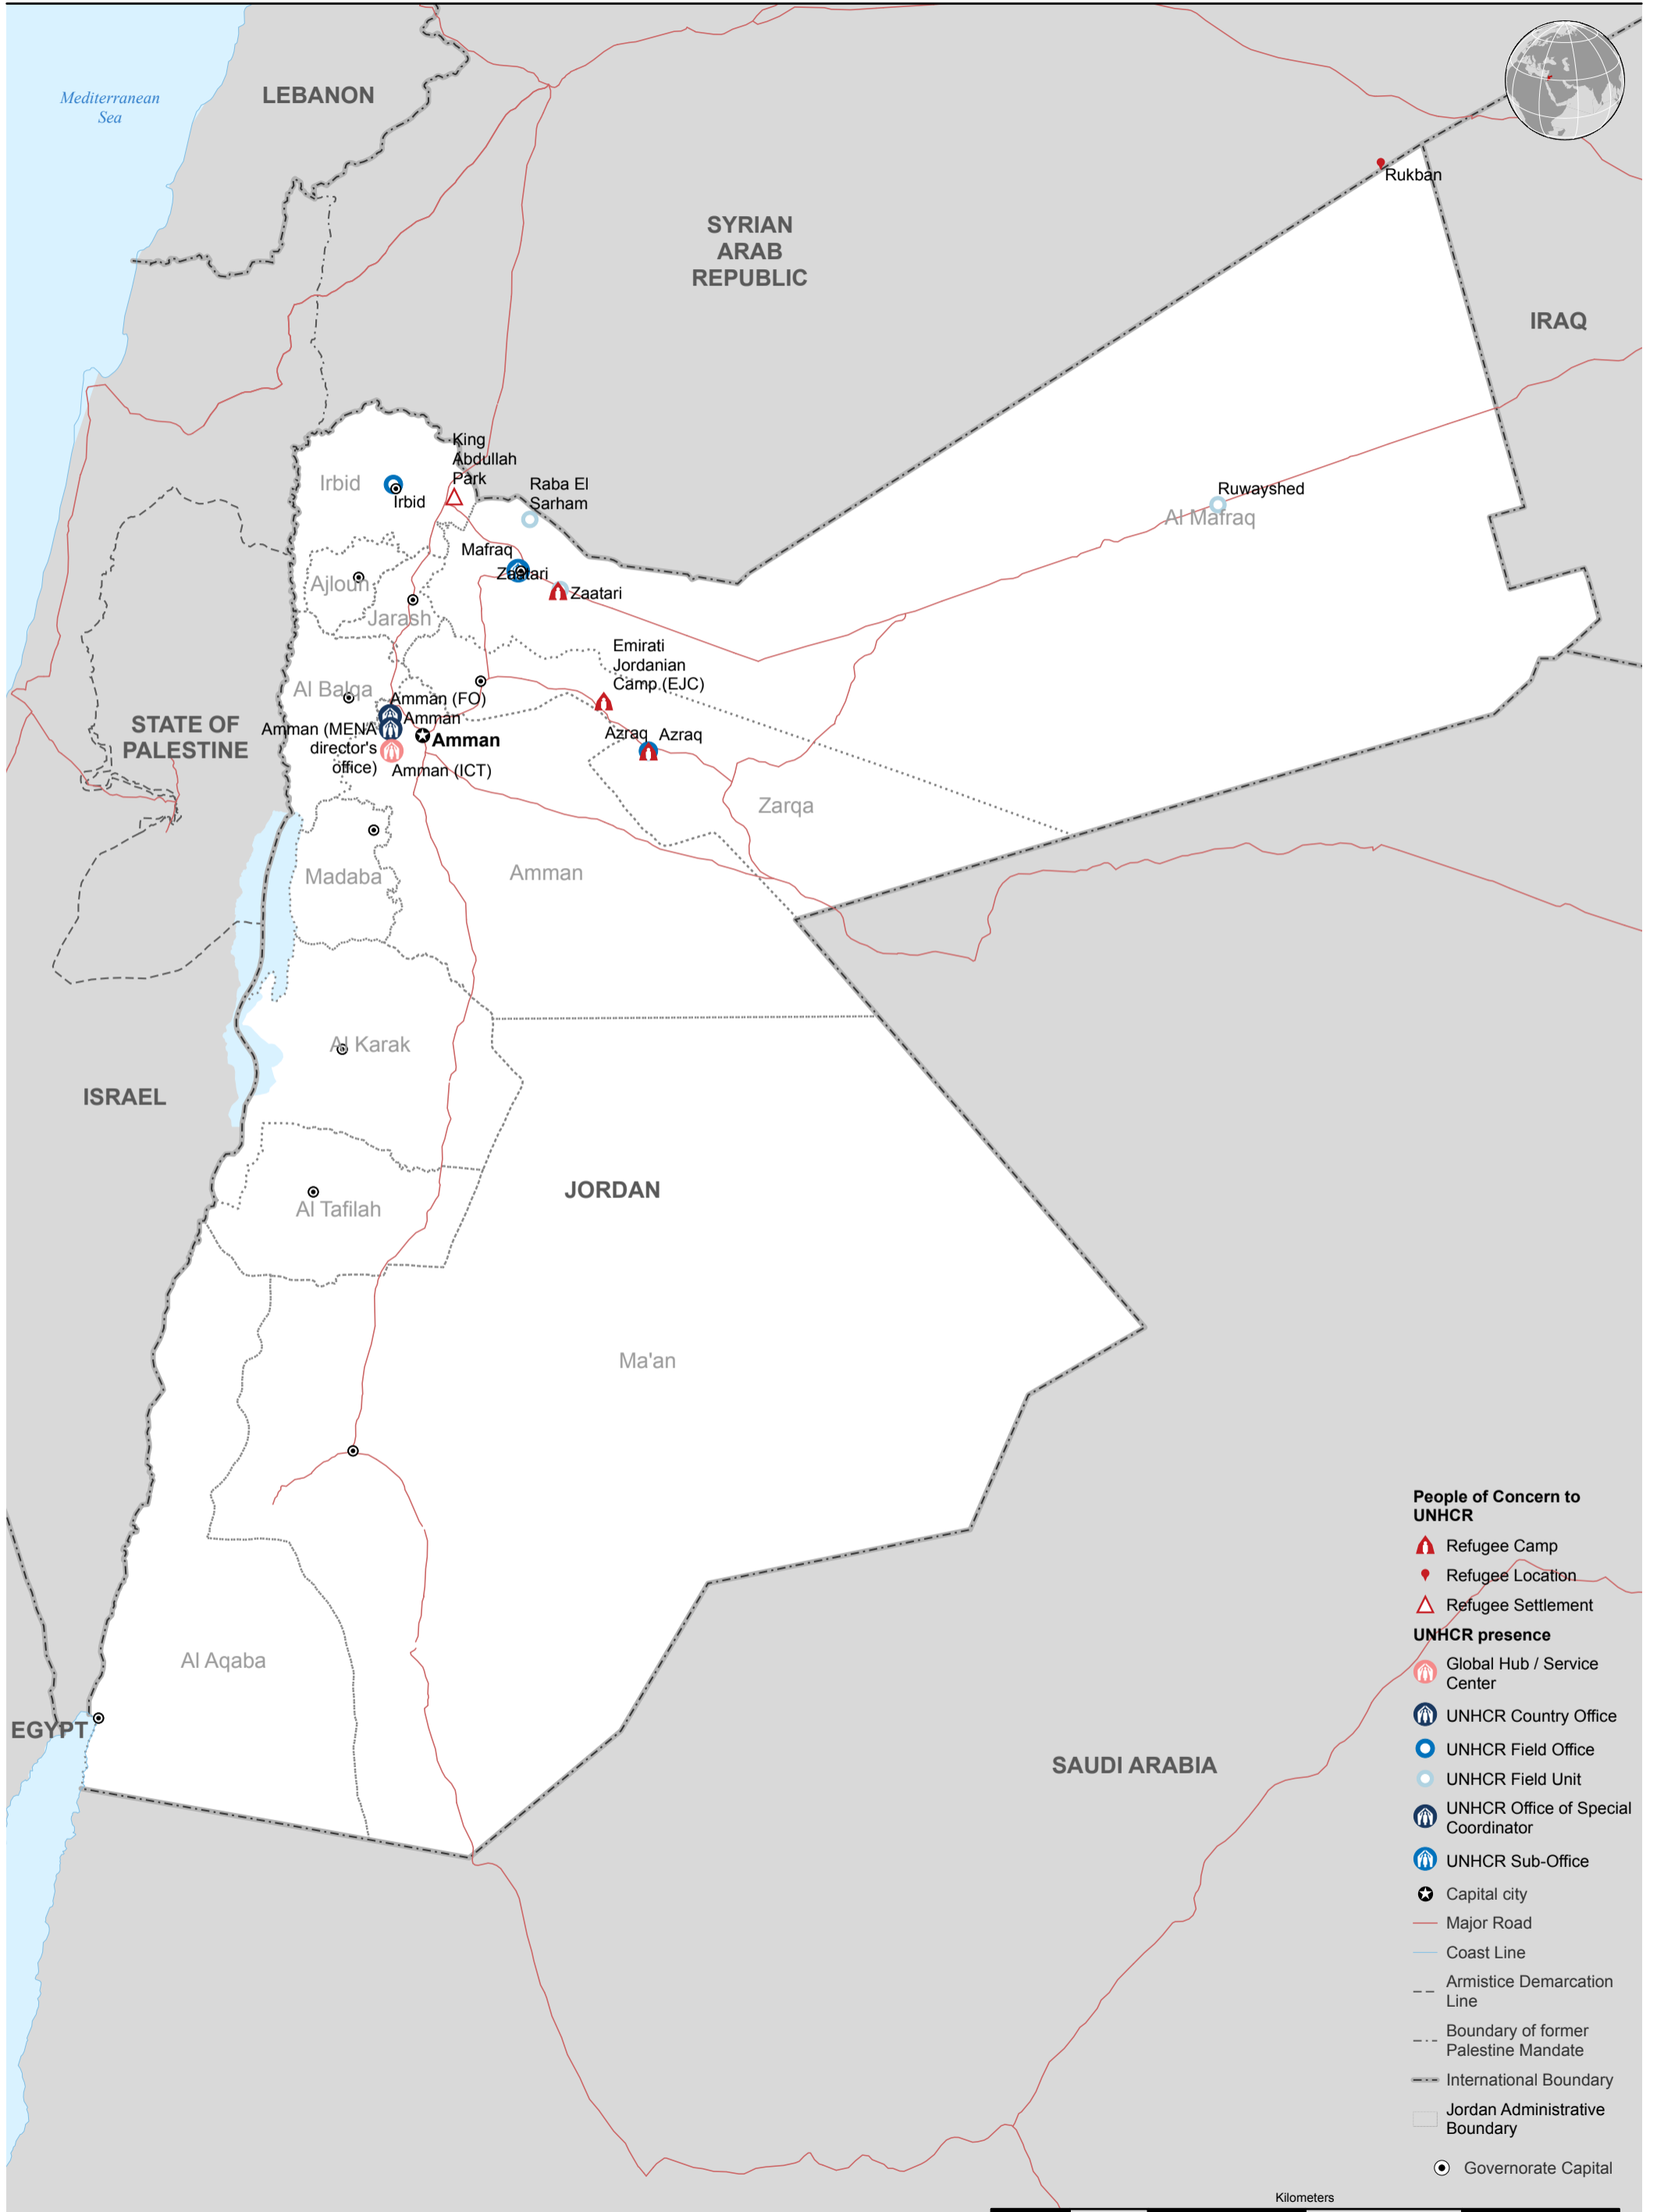 Mediterranean
Sea
LEBANON
SYRIAN
ARAB
REPUBLIC
Rukban
IRAQ
King
Abdullah
Park
Irbid
Irbid
Raba El
Sarham
Ruwayshed
Al Mafraq
Mafraq
Zaatari
Zaatari
Ajloun
Jarash
Emirati
Jordanian
Camp (EJC)
Al Balqa
Amman (FO)
Amman
Amman (MENA
director's
office)
Amman
Amman (ICT)
Azraq
Azraq
STATE OF
PALESTINE
Zarqa
Madaba
Amman
Al Karak
ISRAEL
JORDAN
Al Tafilah
Ma'an
Al Aqaba
EGYPT
SAUDI ARABIA
People of Concern to
UNHCR
Refugee Camp
Refugee Location
Refugee Settlement
UNHCR presence
Global Hub / Service
Center
UNHCR Country Office
UNHCR Field Office
UNHCR Field Unit
UNHCR Office of Special
Coordinator
UNHCR Sub-Office
Capital city
Major Road
Coast Line
Armistice Demarcation
Line
Boundary of former
Palestine Mandate
International Boundary
Jordan Administrative
Boundary
Governorate Capital
Kilometers